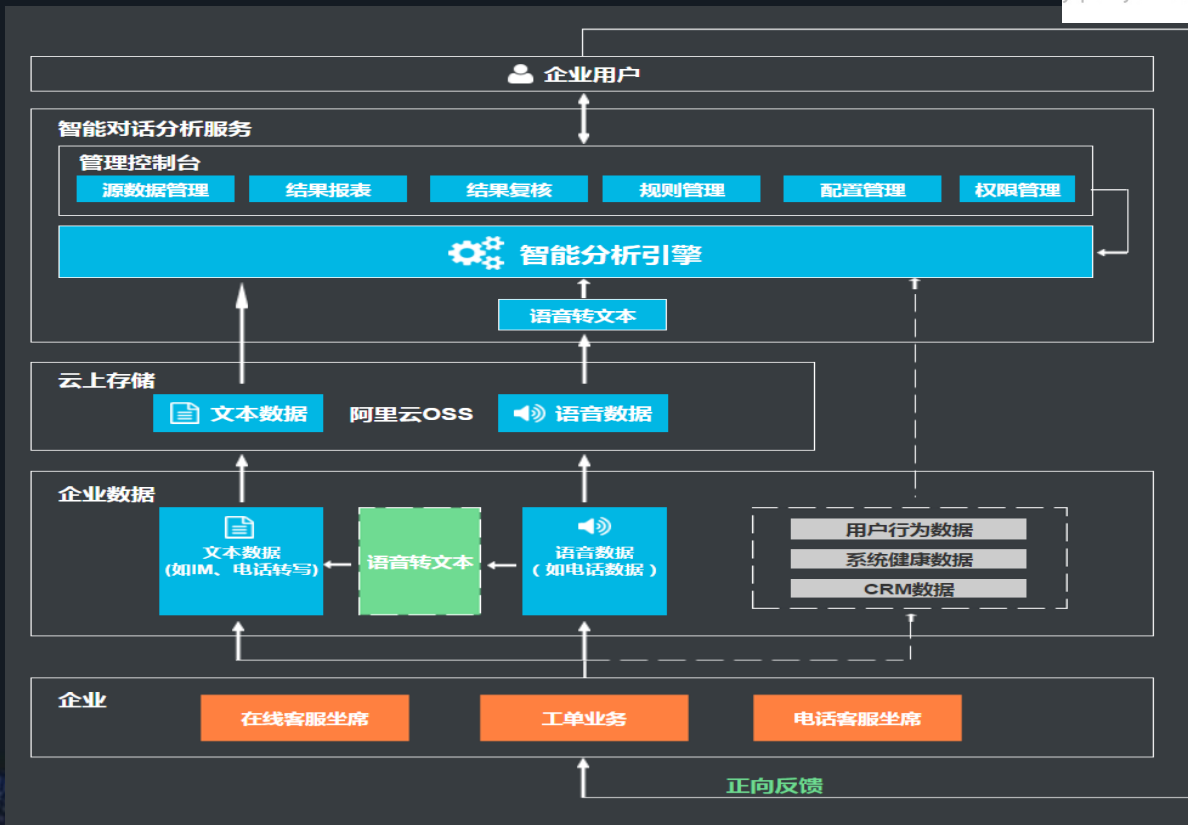 企业用户
智能对话分析服务
管理控制台
源数据管理 结果报表 结果复核 规则管理 配置管理 权限管理
智能分析引擎
语音转文本
云上存储
文本数据 阿里云OSS 语音数据
企业数据
文本数据
(如IM、电话转写)
语音转文本
语音数据
(如电话数据)
用户行为数据
系统健康数据
CRM数据
企业
在线客服坐席 工单业务 电话客服坐席
正向反馈